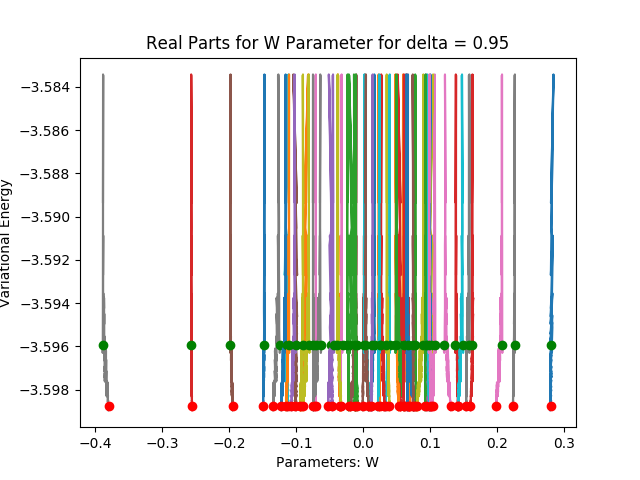 Real Parts for W Parameter for delta = 0.95
Variational Energy
−3.584
−3.586
−3.588
−3.590
−3.592
−3.594
−3.596
−3.598
−0.4 −0.3 −0.2 −0.1 0.0 0.1 0.2 0.3
Parameters: W